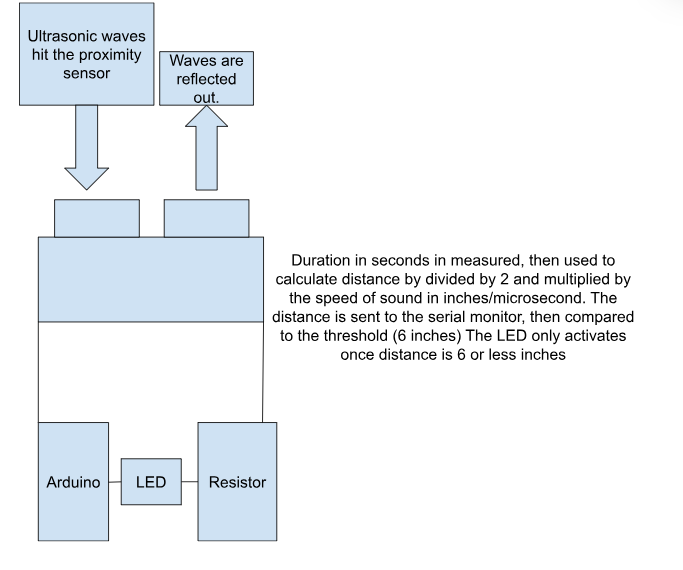 Ultrasonic waves
hit the proximity
sensor
Waves are
reflected
out.
Duration in seconds in measured, then used to
calculate distance by divided by 2 and multiplied by
the speed of sound in inches/microsecond. The
distance is sent to the serial monitor, then compared
to the threshold (6 inches) The LED only activates
once distance is 6 or less inches
Arduino
LED
Resistor